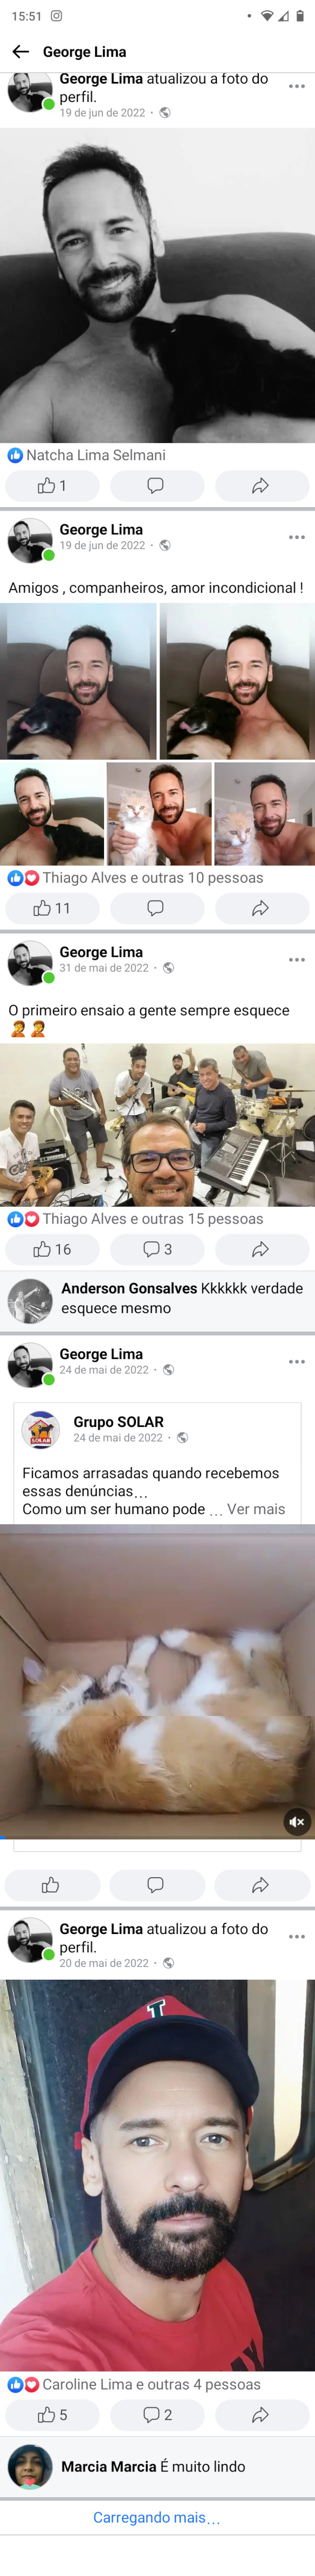 15:51
George Lima
George Lima atualizou a foto do
perfil.
19 de jun de 2022 ·
Natcha Lima Selmani
1
George Lima
19 de jun de 2022 ·
Amigos , companheiros, amor incondicional !
Thiago Alves e outras 10 pessoas
11
George Lima
31 de mai de 2022 ·
O primeiro ensaio a gente sempre esquece
🤦🤦
Thiago Alves e outras 15 pessoas
16 3
Anderson Gonsalves Kkkkkk verdade
esquece mesmo
George Lima
24 de mai de 2022 ·
Grupo SOLAR
SOLAR
24 de mai de 2022 ·
Ficamos arrasadas quando recebemos
essas denúncias...
Como um ser humano pode ... Ver mais
George Lima atualizou a foto do
perfil.
20 de mai de 2022 ·
T
Caroline Lima e outras 4 pessoas
5 2
Marcia Marcia É muito lindo
Carregando mais...